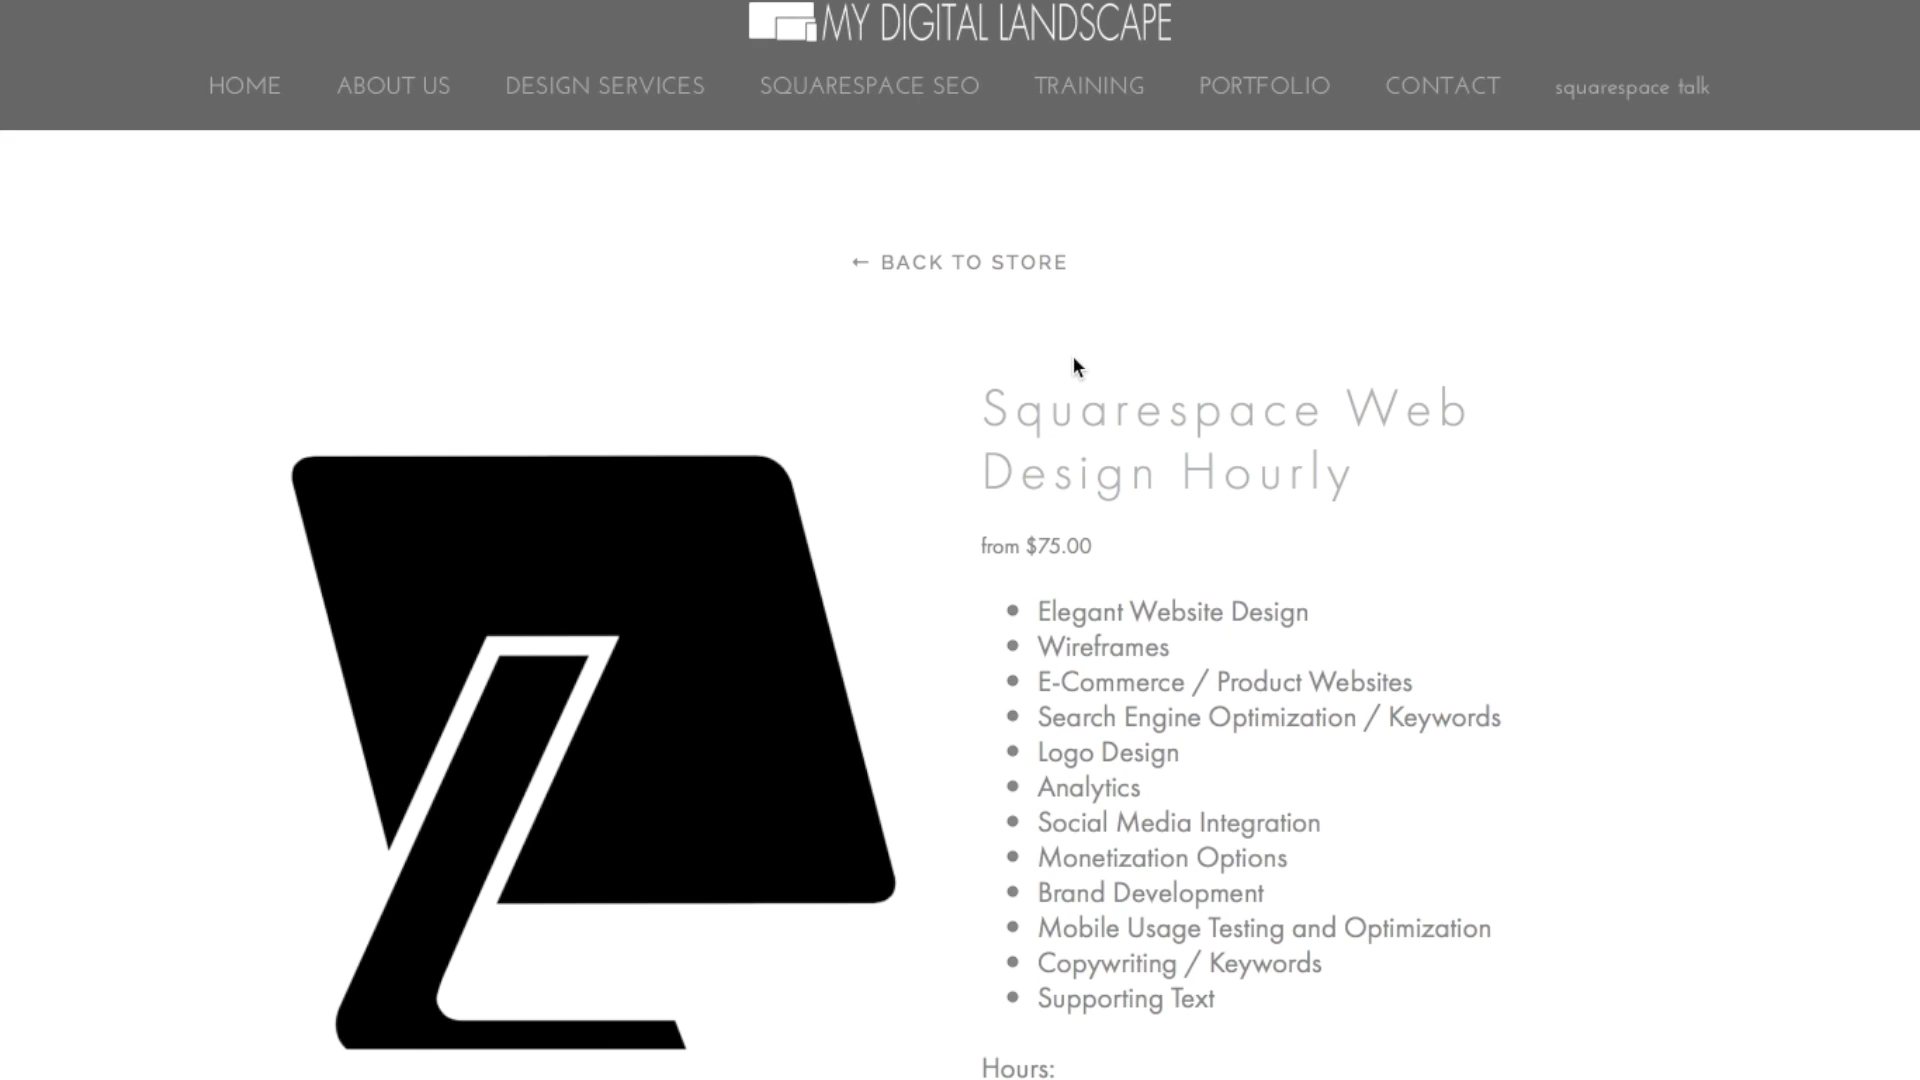 MY DIGITAL LANDSCAPE
HOME ABOUT US DESIGN SERVICES SQUARESPACE SEO TRAINING PORTFOLIO CONTACT squarespace talk
← BACK TO STORE
Squarespace Web
Design Hourly
from $75.00
• Elegant Website Design
• Wireframes
• E-Commerce / Product Websites
• Search Engine Optimization / Keywords
• Logo Design
• Analytics
• Social Media Integration
• Monetization Options
• Brand Development
• Mobile Usage Testing and Optimization
• Copywriting / Keywords
• Supporting Text
Hours: